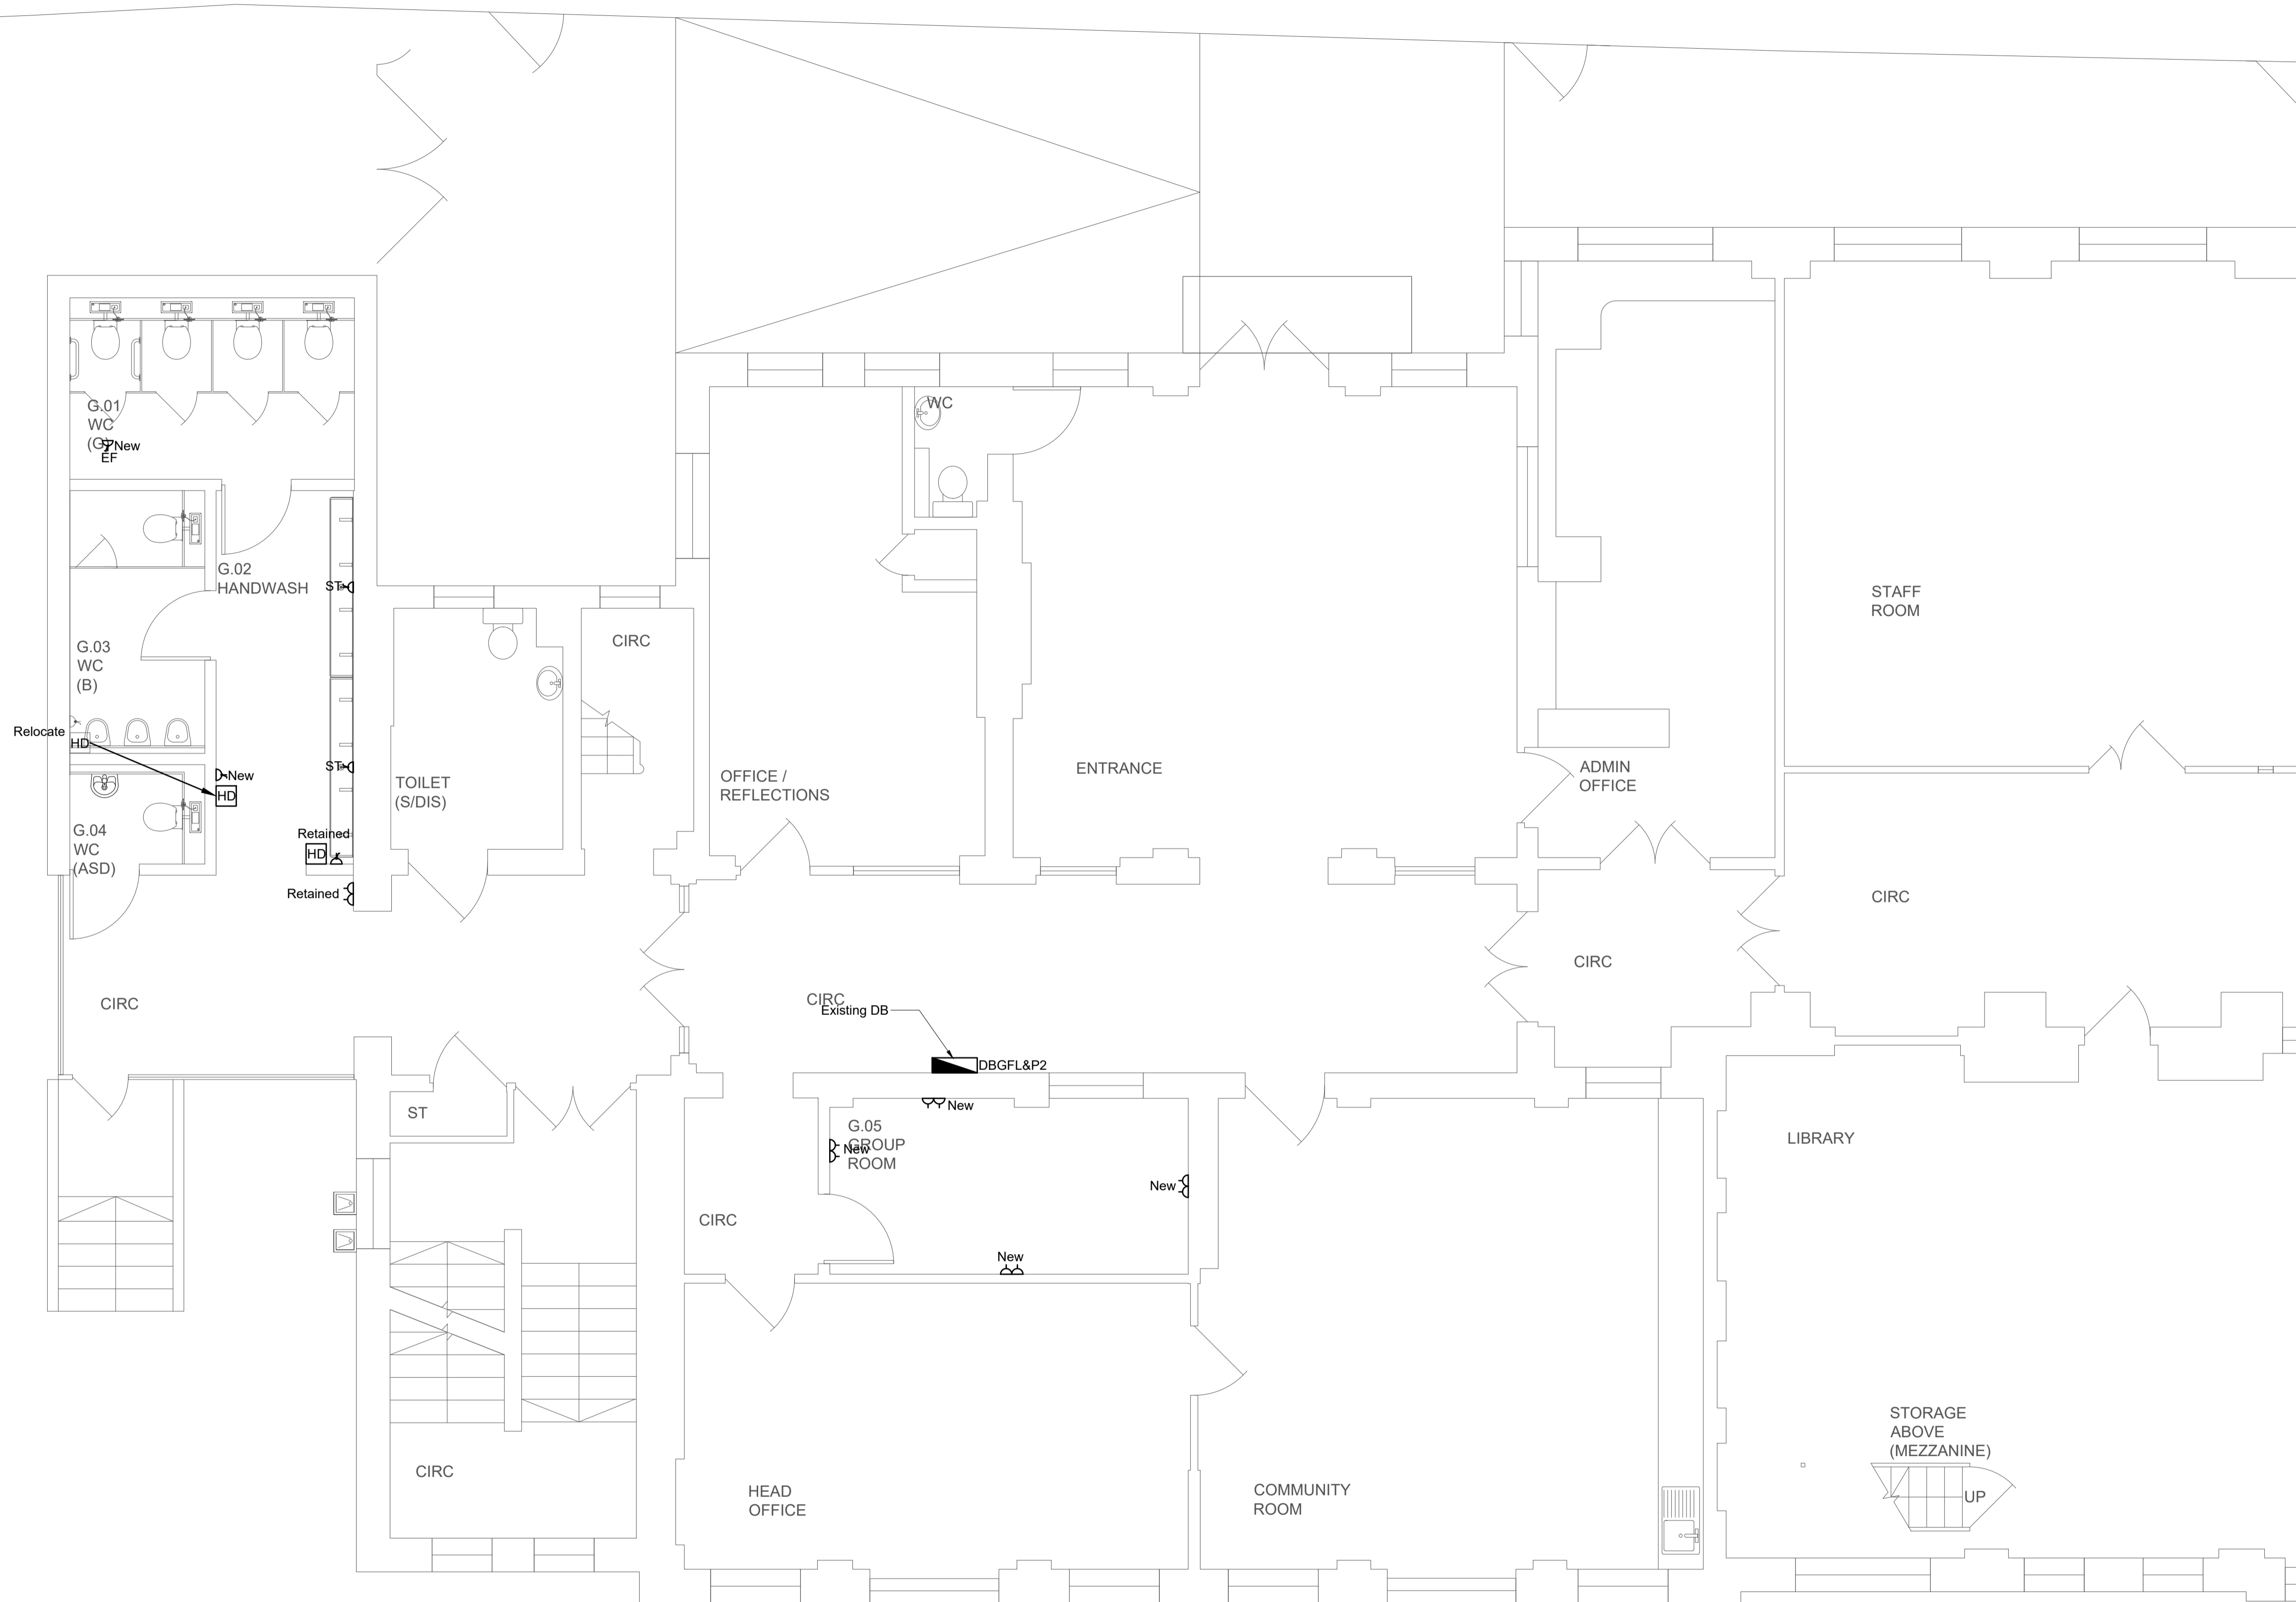 WC
G.01
WC
(G)
New
EF
G.02
HANDWASH
ST
STAFF
ROOM
CIRC
G.03
WC
(B)
Relocate
HD
ST
New
HD
TOILET
(S/DIS)
OFFICE /
REFLECTIONS
ENTRANCE
ADMIN
OFFICE
G.04
WC
(ASD)
Retained
HD
Retained
CIRC
CIRC
CIRC
CIRC
Existing DB
DBGFL&P2
ST
New
G.05
GROUP
ROOM
New
New
LIBRARY
CIRC
New
STORAGE
ABOVE
(MEZZANINE)
UP
CIRC
HEAD
OFFICE
COMMUNITY
ROOM